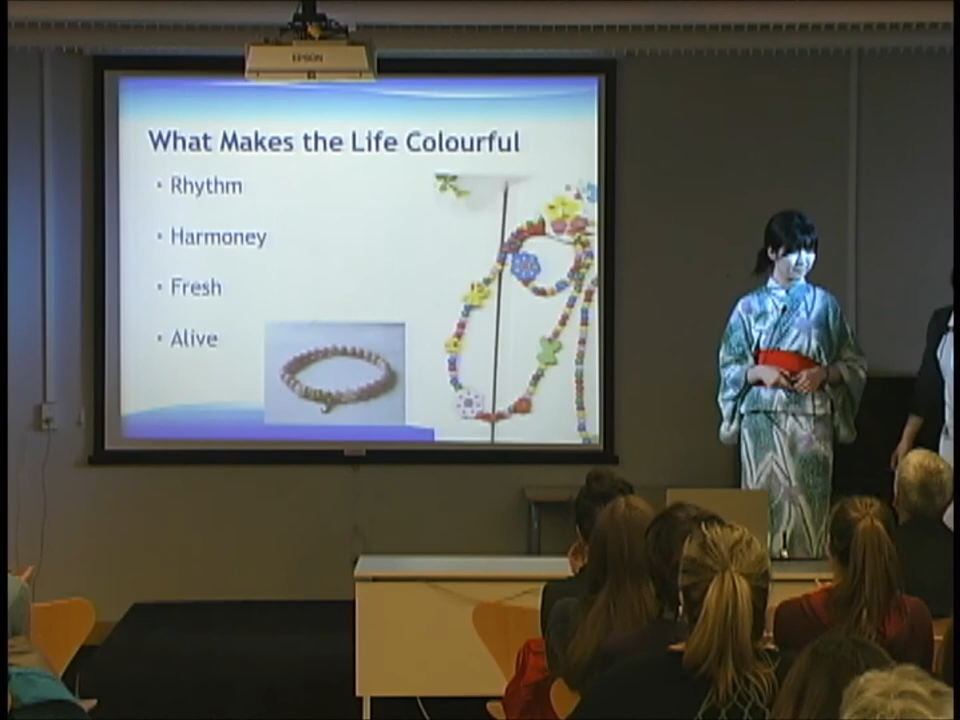 EPSON
What Makes the Life Colourful
• Rhythm
• Harmoney
• Fresh
• Alive